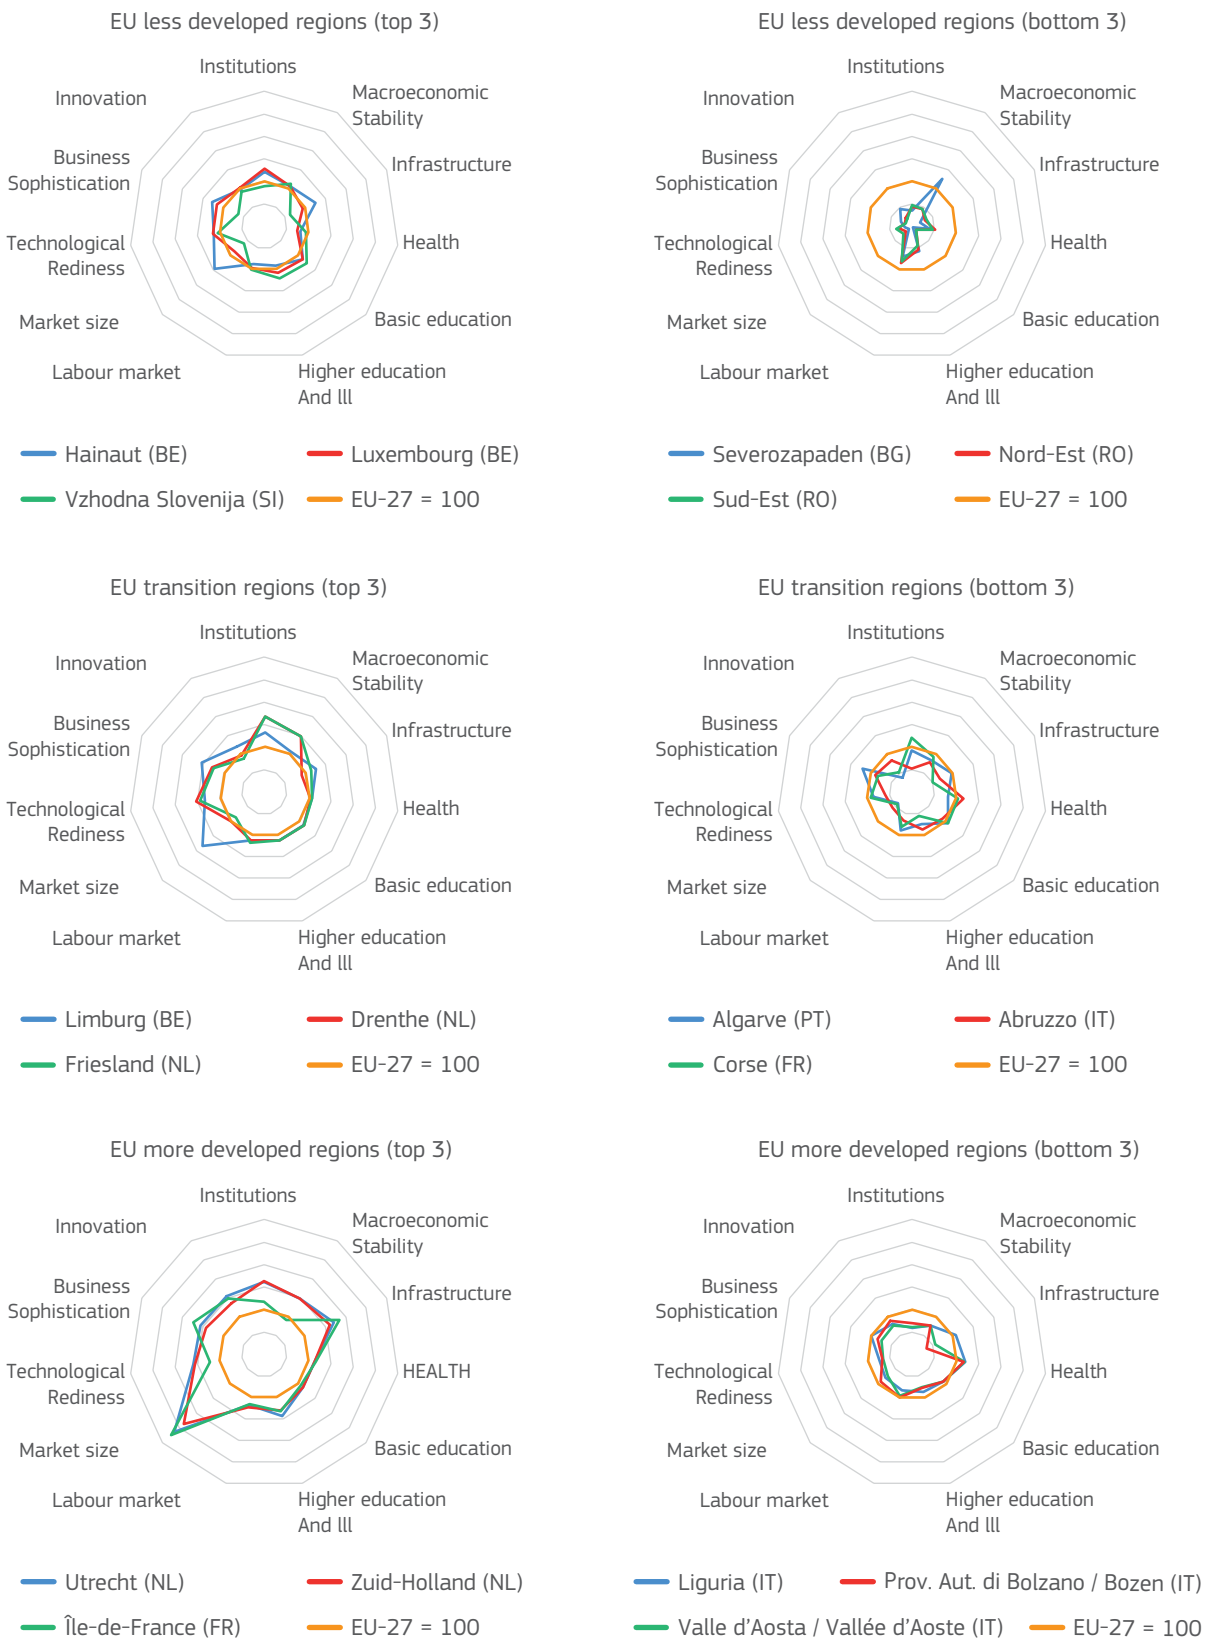 EU less developed regions (top 3)
Institutions
Macroeconomic
Stability
Infrastructure
Health
Basic education
Higher education
And lll
Labour market
Market size
Technological
Rediness
Business
Sophistication
Innovation
Hainaut (BE)
Luxembourg (BE)
Vzhodna Slovenija (SI)
EU-27 = 100
EU less developed regions (bottom 3)
Institutions
Macroeconomic
Stability
Infrastructure
Health
Basic education
Higher education
And lll
Labour market
Market size
Technological
Rediness
Business
Sophistication
Innovation
Severozapaden (BG)
Nord-Est (RO)
Sud-Est (RO)
EU-27 = 100
EU transition regions (top 3)
Institutions
Macroeconomic
Stability
Infrastructure
Health
Basic education
Higher education
And lll
Labour market
Market size
Technological
Rediness
Business
Sophistication
Innovation
Limburg (BE)
Drenthe (NL)
Friesland (NL)
EU-27 = 100
EU transition regions (bottom 3)
Institutions
Macroeconomic
Stability
Infrastructure
Health
Basic education
Higher education
And lll
Labour market
Market size
Technological
Rediness
Business
Sophistication
Innovation
Algarve (PT)
Abruzzo (IT)
Corse (FR)
EU-27 = 100
EU more developed regions (top 3)
Institutions
Macroeconomic
Stability
Infrastructure
HEALTH
Basic education
Higher education
And lll
Labour market
Market size
Technological
Rediness
Business
Sophistication
Innovation
Utrecht (NL)
Zuid-Holland (NL)
Île-de-France (FR)
EU-27 = 100
EU more developed regions (bottom 3)
Institutions
Macroeconomic
Stability
Infrastructure
Health
Basic education
Higher education
And lll
Labour market
Market size
Technological
Rediness
Business
Sophistication
Innovation
Liguria (IT)
Prov. Aut. di Bolzano / Bozen (IT)
Valle d'Aosta / Vallée d'Aoste (IT)
EU-27 = 100